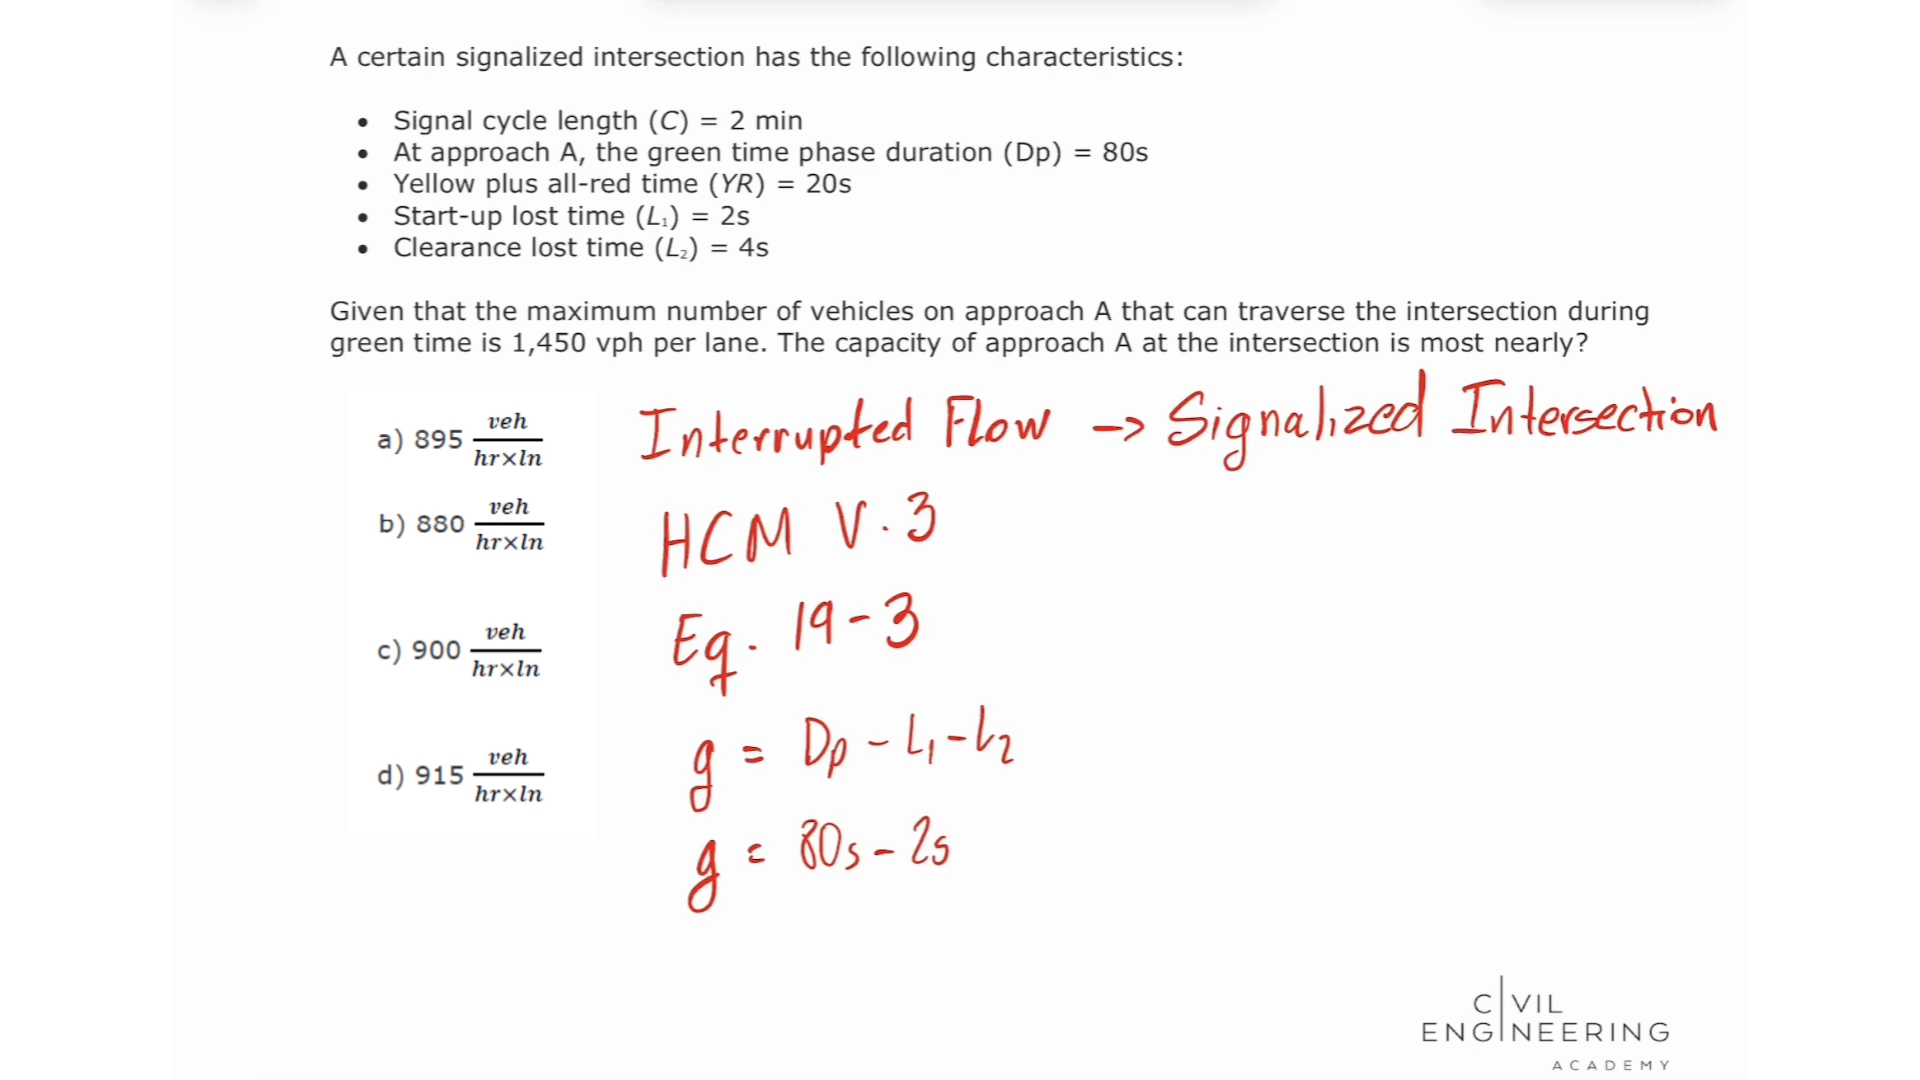 A certain signalized intersection has the following characteristics:
• Signal cycle length (C) = 2 min
• At approach A, the green time phase duration (Dp) = 80s
• Yellow plus all-red time (YR) = 20s
• Start-up lost time (L₁) = 2s
• Clearance lost time (L₂) = 4s
Given that the maximum number of vehicles on approach A that can traverse the intersection during
green time is 1,450 vph per lane. The capacity of approach A at the intersection is most nearly?
a) 895 veh/hr×ln
b) 880 veh/hr×ln
c) 900 veh/hr×ln
d) 915 veh/hr×ln
Interrupted Flow -> Signalized Intersection
HCM V.3
Eq. 19-3
g = Dp - L₁ - L₂
g = 80s - 2s
CIVIL
ENGINEERING
ACADEMY